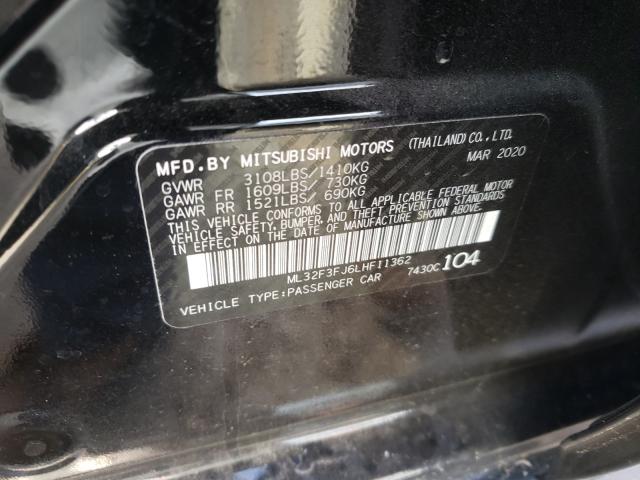 MFD.BY MITSUBISHI MOTORS (THAILAND) CO., LTD.
MAR 2020
GVWR 3108LBS/1410KG
GAWR FR 1609LBS/ 730KG
GAWR RR 1521LBS/ 690KG
THIS VEHICLE CONFORMS TO ALL APPLICABLE FEDERAL MOTOR
VEHICLE SAFETY, BUMPER, AND THEFT PREVENTION STANDARDS
IN EFFECT ON THE DATE OF MANUFACTURE SHOWN ABOVE.
ML32F3FJ6LHF11362
VEHICLE TYPE:PASSENGER CAR 7430C104